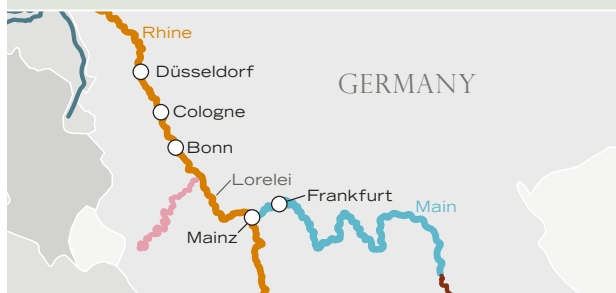 Rhine
Düsseldorf
GERMANY
Cologne
Bonn
Lorelei
Frankfurt
Main
Mainz